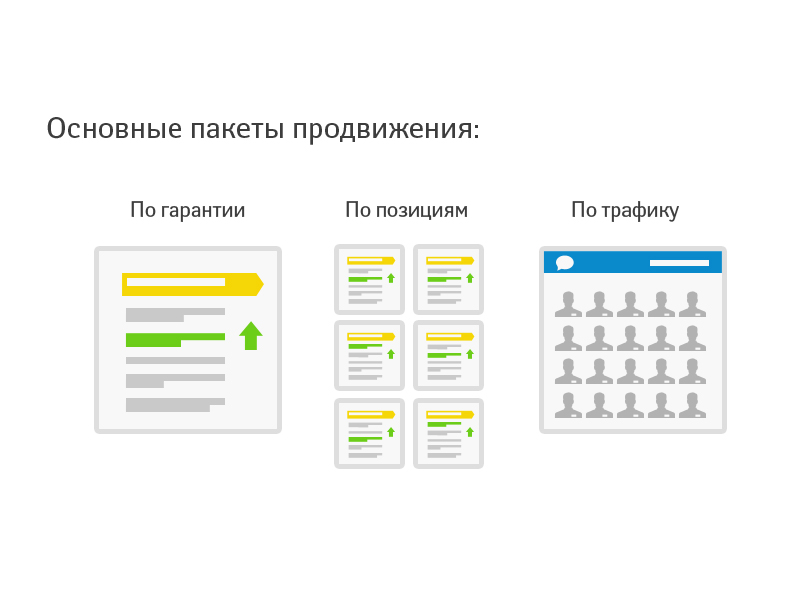 Основные пакеты продвижения:
По гарантии
По позициям
По трафику